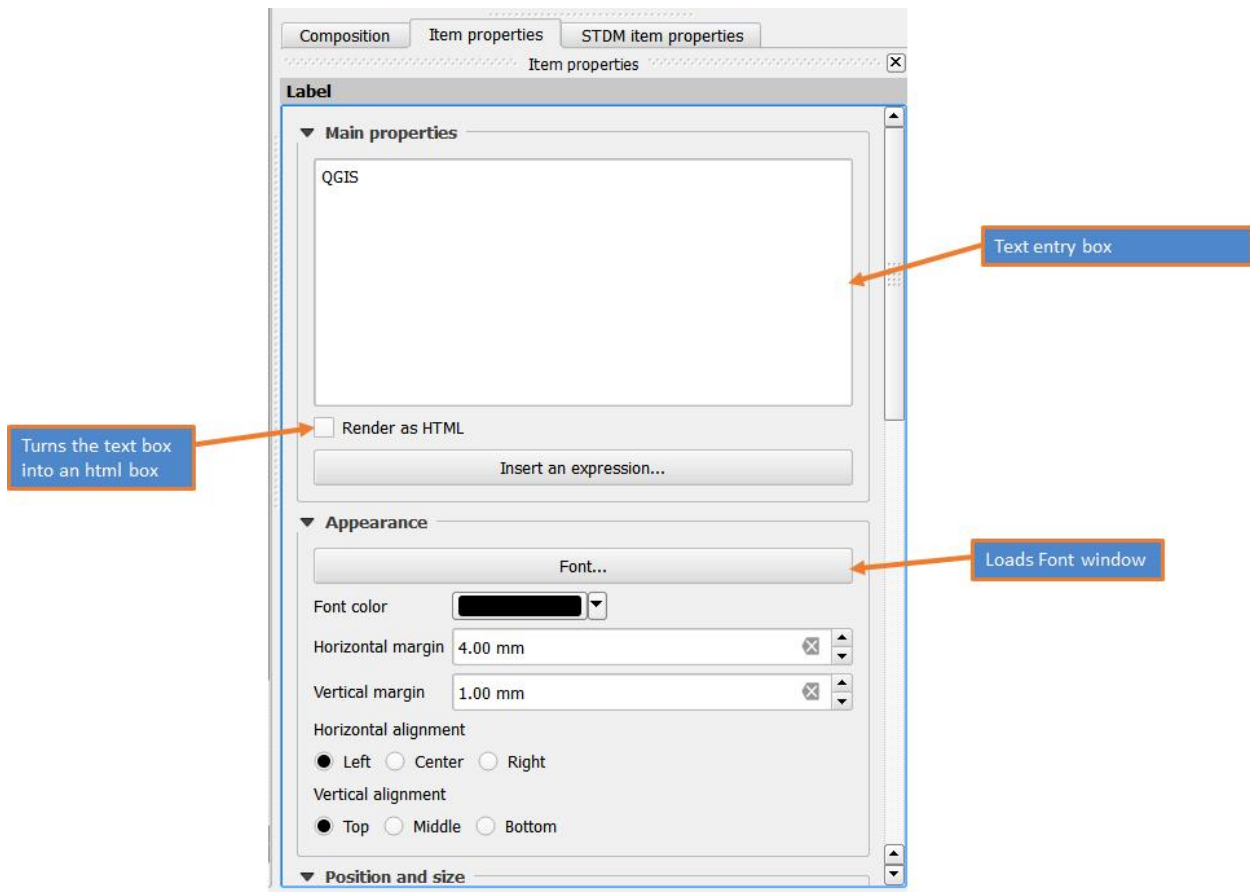 Composition
Item properties
STDM item properties
Item properties
Label
Main properties
QGIS
Text entry box
Render as HTML
Turns the text box
into an html box
Insert an expression...
Appearance
Font...
Loads Font window
Font color
Horizontal margin 4.00 mm
Vertical margin 1.00 mm
Horizontal alignment
Left Center Right
Vertical alignment
Top Middle Bottom
Position and size